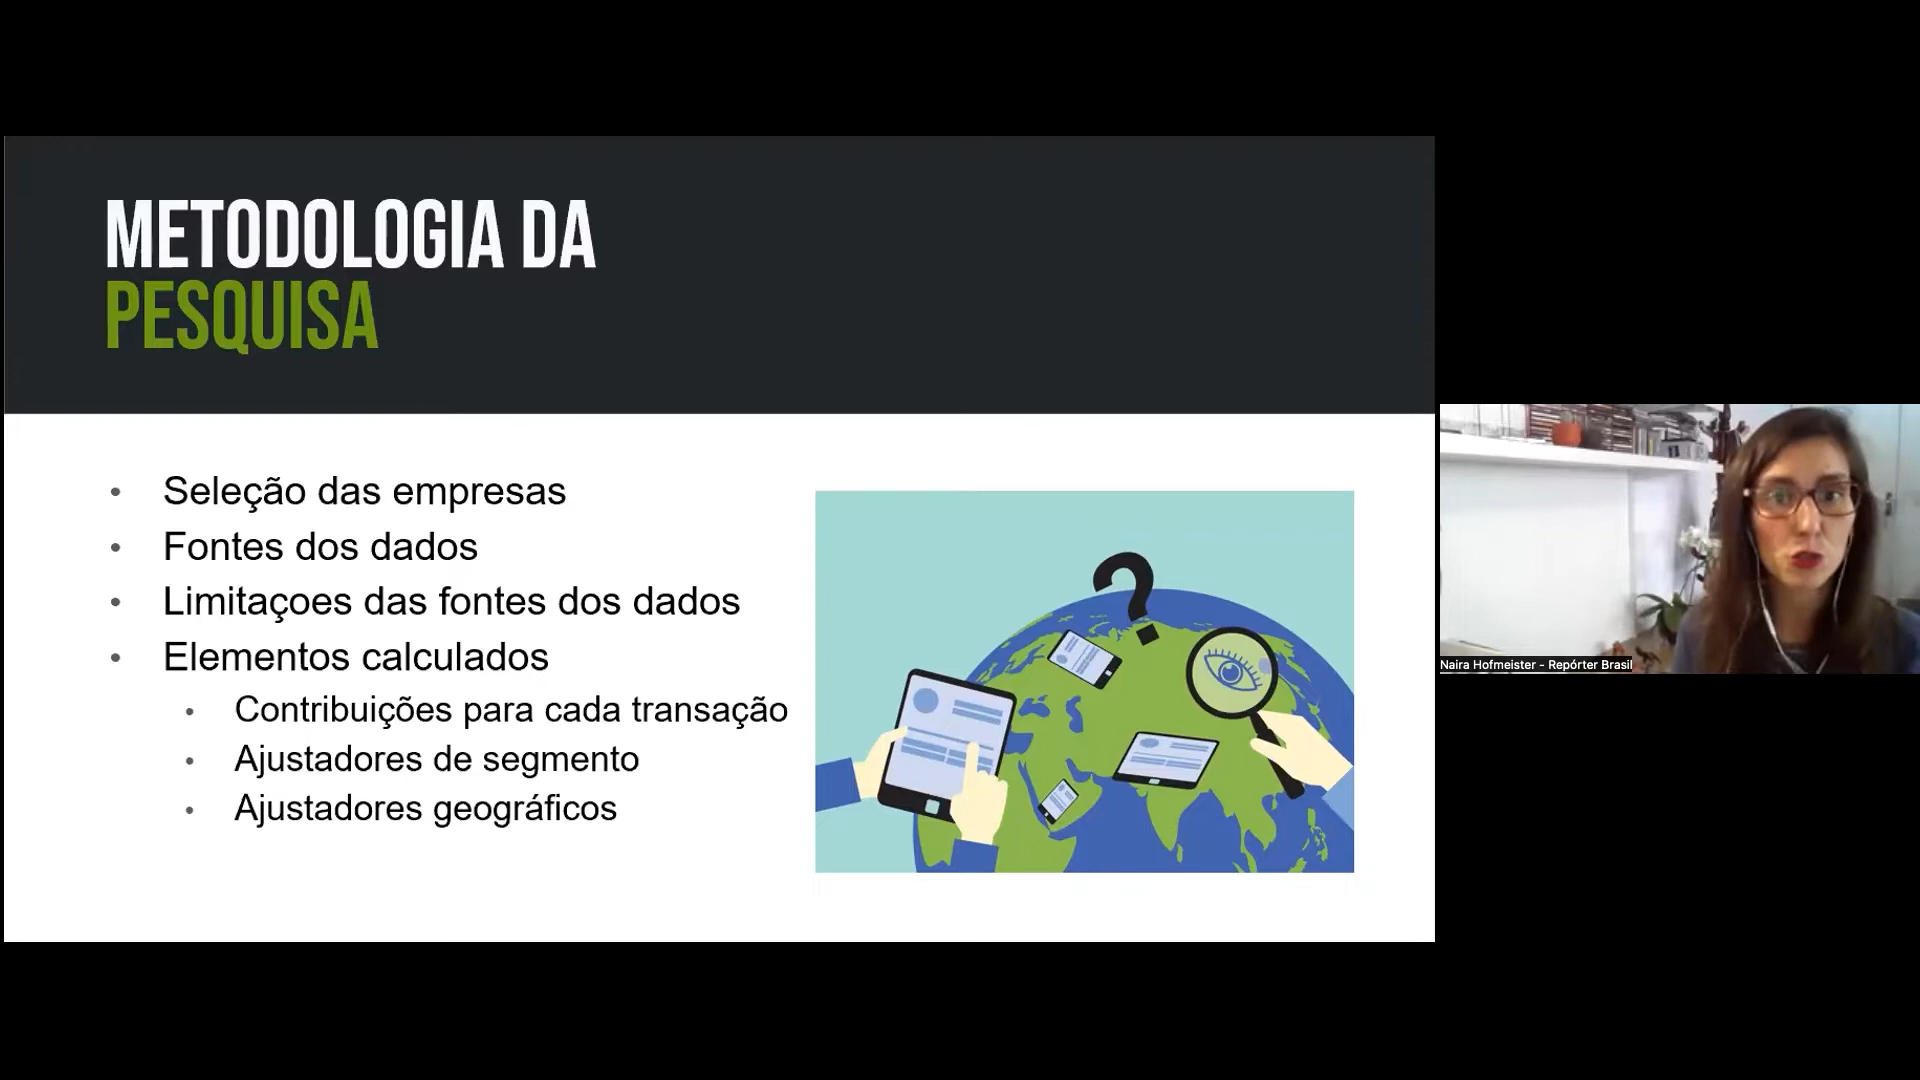 METODOLOGIA DA
PESQUISA
• Seleção das empresas
• Fontes dos dados
• Limitaçoes das fontes dos dados
• Elementos calculados
• Contribuições para cada transação
• Ajustadores de segmento
• Ajustadores geográficos
?
Naira Hofmeister - Repórter Brasil